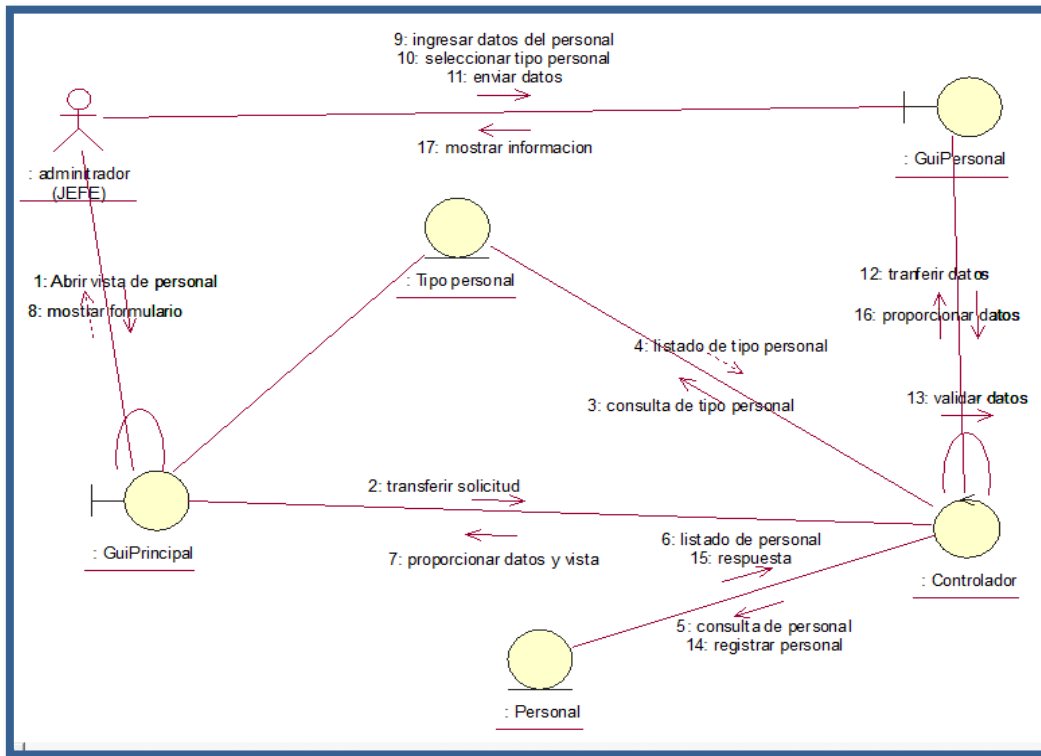 9: ingresar datos del personal
10: seleccionar tipo personal
11: enviar datos
17: mostrar informacion
: adminitrador
(JEFE)
: GuiPersonal
: Tipo personal
1: Abrir vista de personal
8: mostrar formulario
12: tranferir datos
16: proporcionar datos
4: listado de tipo personal
3: consulta de tipo personal
13: validar datos
2: transferir solicitud
7: proporcionar datos y vista
: GuiPrincipal
6: listado de personal
15: respuesta
: Controlador
5: consulta de personal
14: registrar personal
: Personal